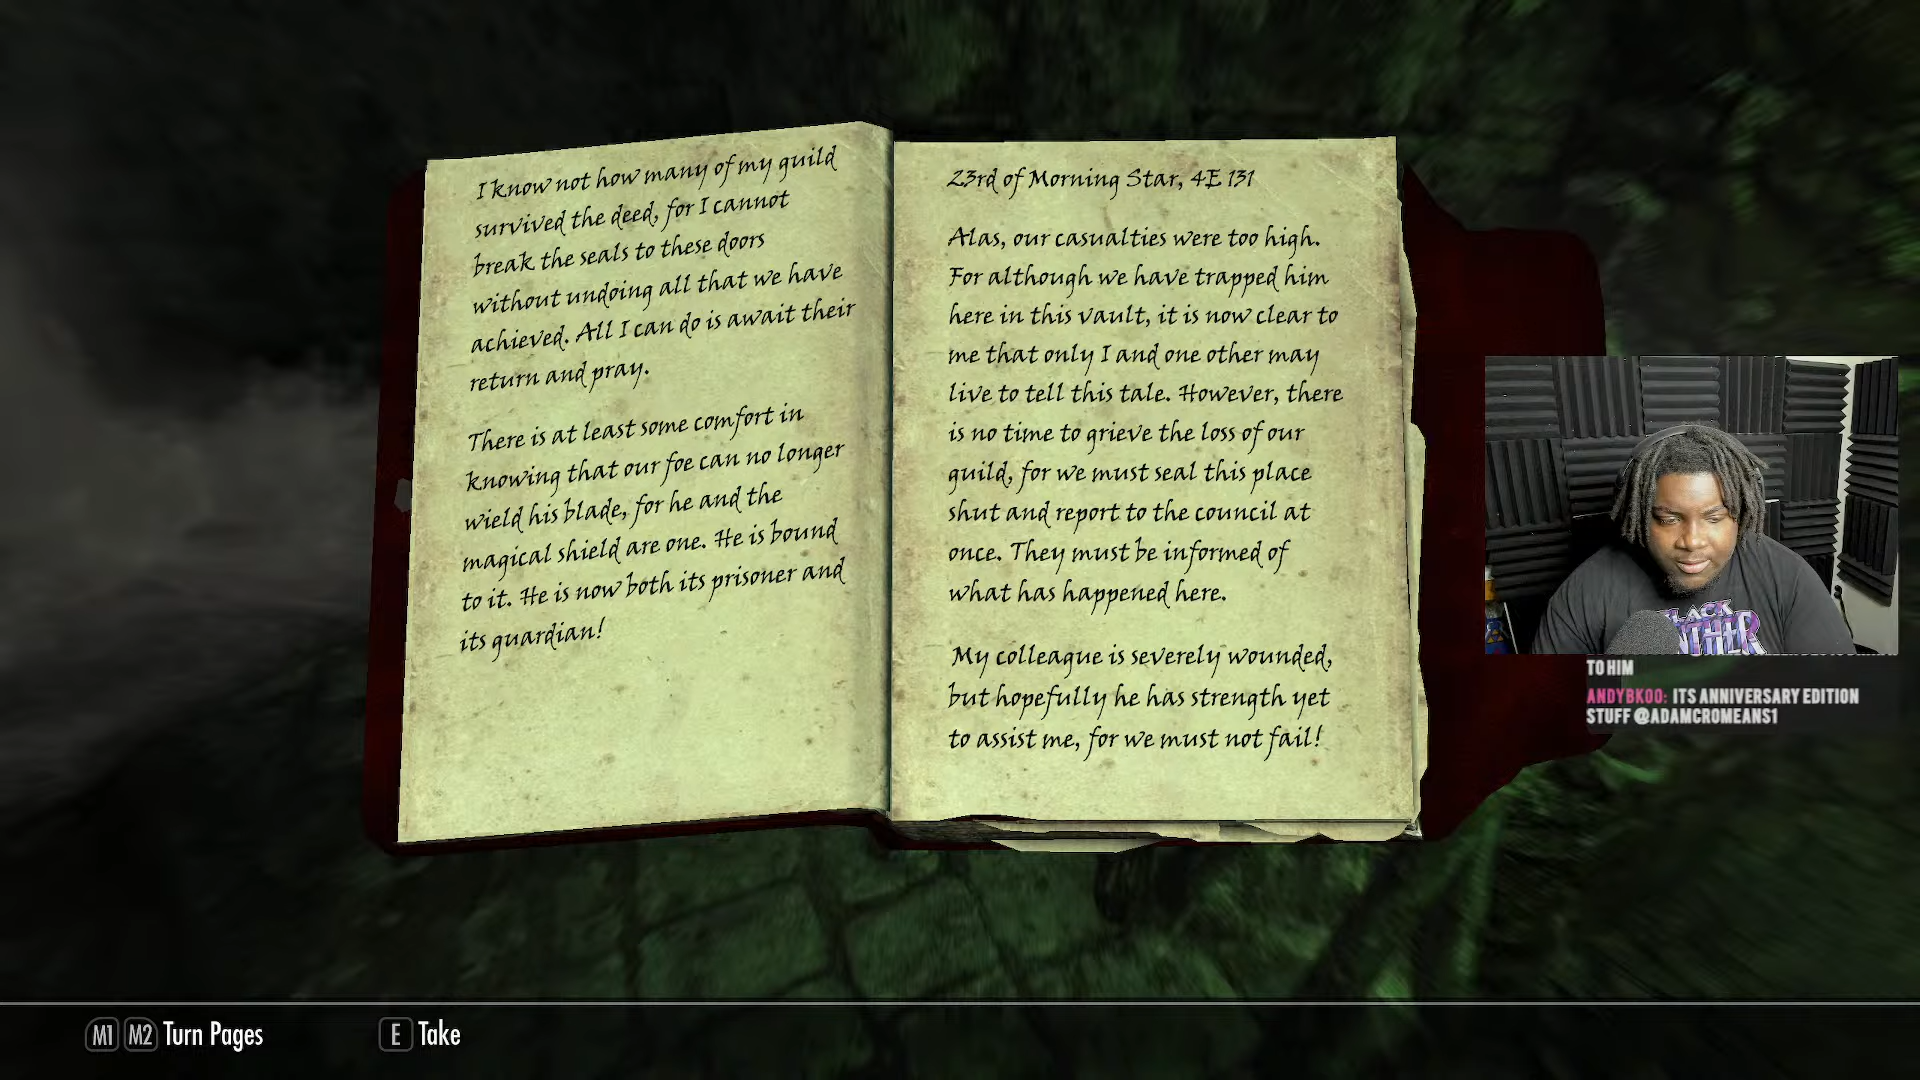 I know not how many of my guild
survived the deed, for I cannot
break the seals to these doors
without undoing all that we have
achieved. All I can do is await their
return and pray.
There is at least some comfort in
knowing that our foe can no longer
wield his blade, for he and the
magical shield are one. He is bound
to it. He is now both its prisoner and
its guardian!
23rd of Morning Star, 4E 131
Alas, our casualties were too high.
For although we have trapped him
here in this vault, it is now clear to
me that only I and one other may
live to tell this tale. However, there
is no time to grieve the loss of our
guild, for we must seal this place
shut and report to the council at
once. They must be informed of
what has happened here.
My colleague is severely wounded,
but hopefully he has strength yet
to assist me, for we must not fail!
TO HIM
ANDYBKOO: ITS ANNIVERSARY EDITION
STUFF @ADAMCROMEANS1
M1 M2 Turn Pages
E Take